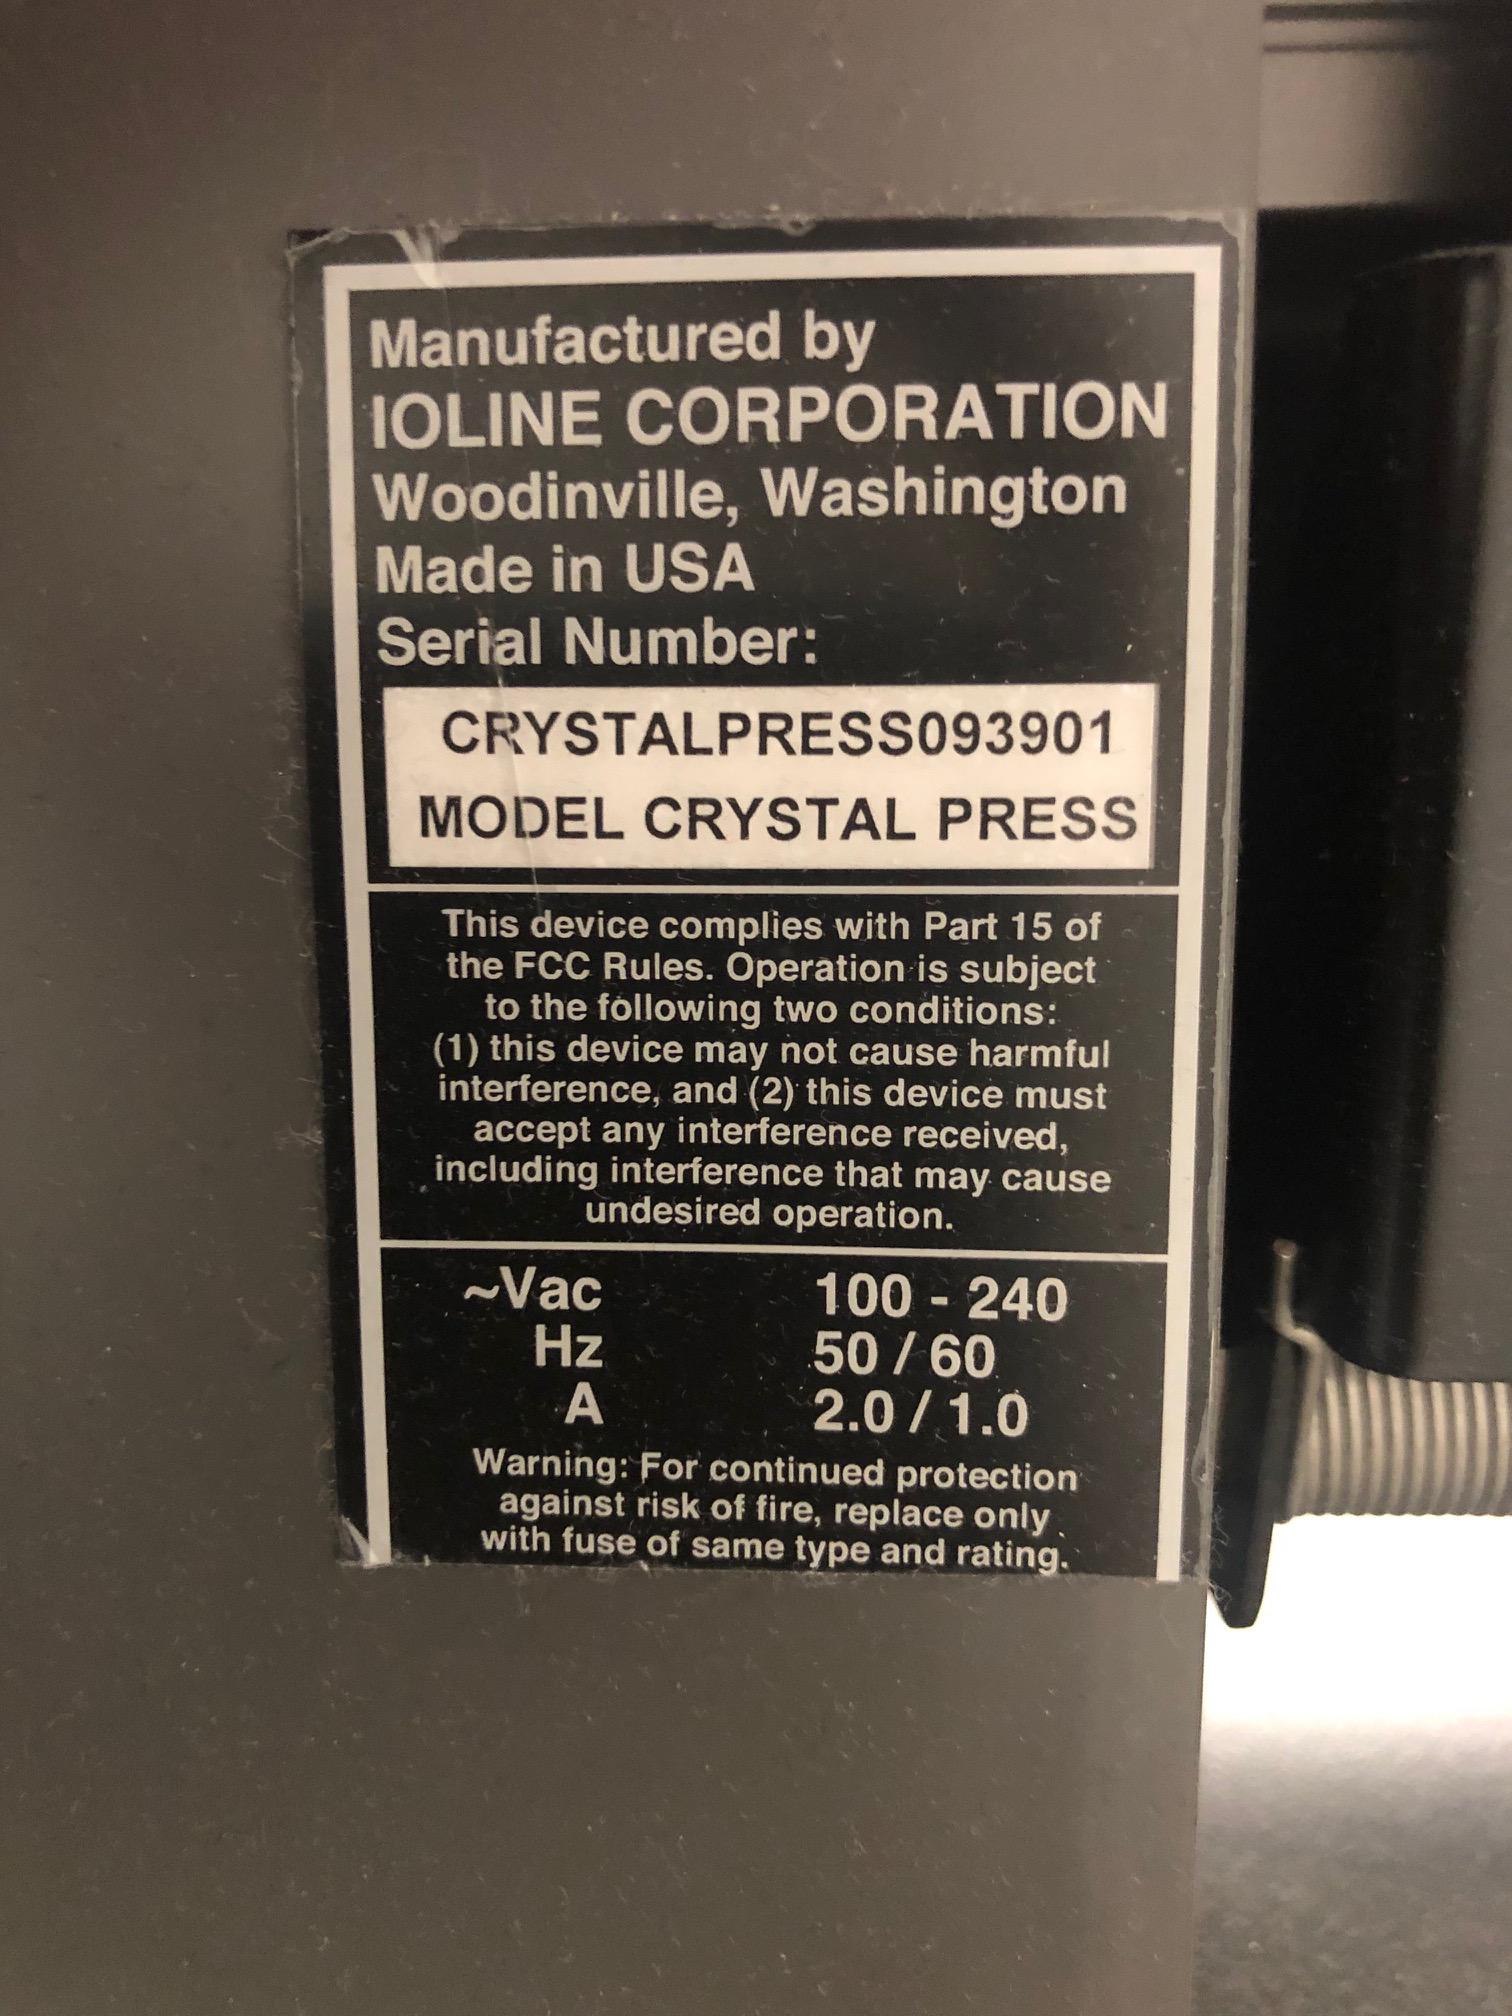 Manufactured by
IOLINE CORPORATION
Woodinville, Washington
Made in USA
Serial Number:
CRYSTALPRESS093901
MODEL CRYSTAL PRESS
This device complies with Part 15 of
the FCC Rules. Operation is subject
to the following two conditions:
(1) this device may not cause harmful
interference, and (2) this device must
accept any interference received,
including interference that may cause
undesired operation.
~Vac 100 - 240
Hz 50 / 60
A 2.0 / 1.0
Warning: For continued protection
against risk of fire, replace only
with fuse of same type and rating.